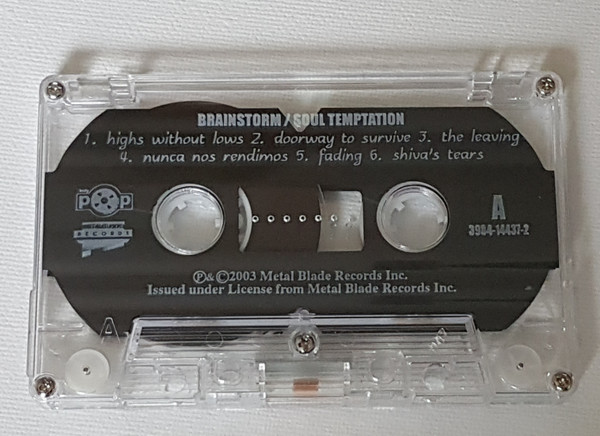 BRAINSTORM / SOUL TEMPTATION
1. highs without lows 2. doorway to survive 3. the leaving
4. nunca nos rendimos 5. fading 6. shiva's tears
POP
RECORDS
A
3984-14437-2
℗&©2003 Metal Blade Records Inc.
Issued under License from Metal Blade Records Inc.
A